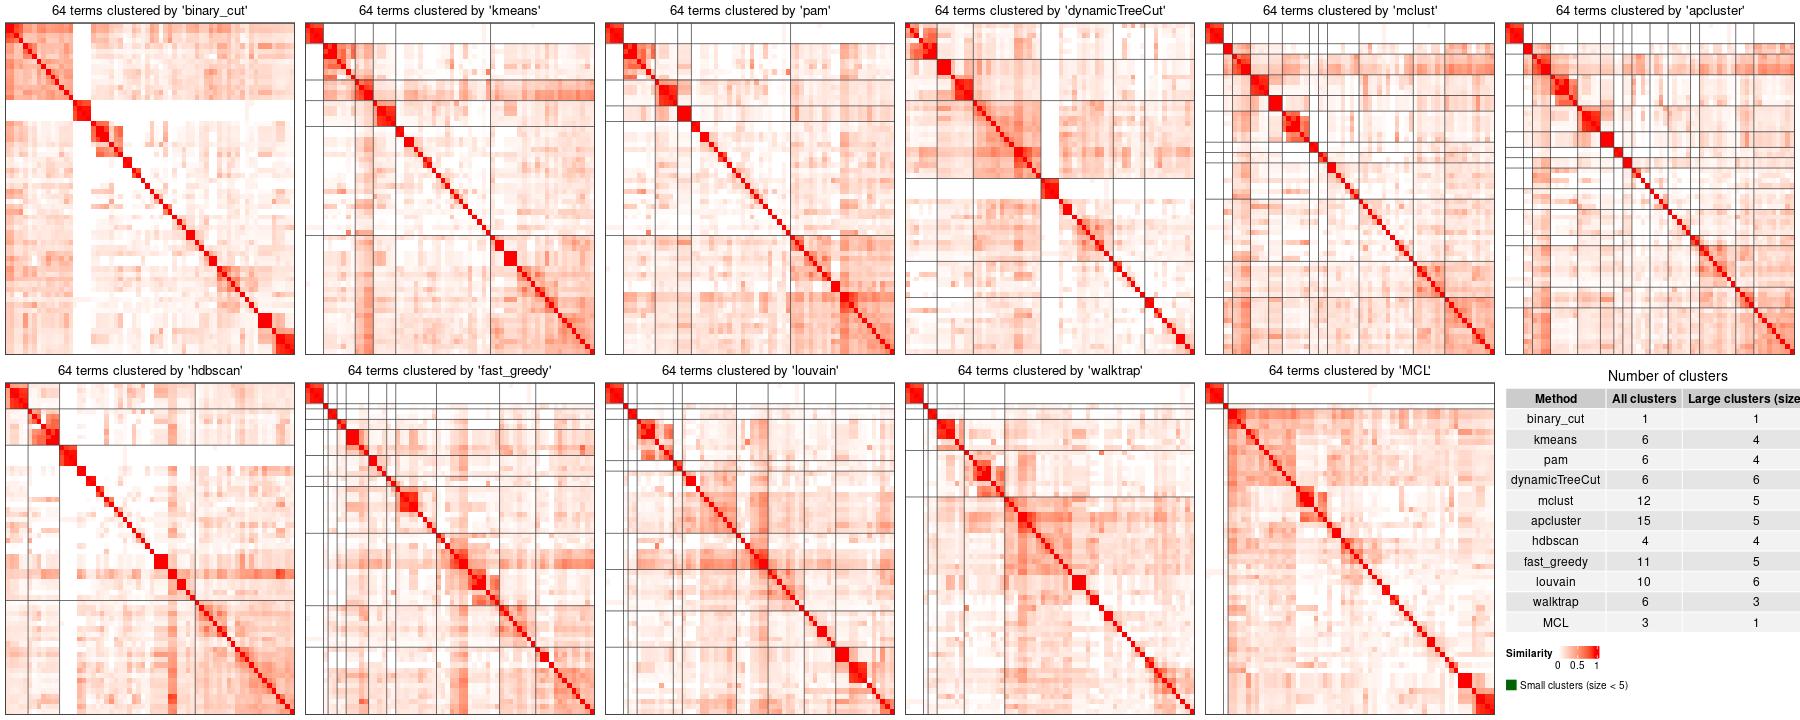 64 terms clustered by 'binary_cut'
64 terms clustered by 'kmeans'
64 terms clustered by 'pam'
64 terms clustered by 'dynamicTreeCut'
64 terms clustered by 'mclust'
64 terms clustered by 'apcluster'
64 terms clustered by 'hdbscan'
64 terms clustered by 'fast_greedy'
64 terms clustered by 'louvain'
64 terms clustered by 'walktrap'
64 terms clustered by 'MCL'
Number of clusters
Method All clusters Large clusters (size
binary_cut 1 1
kmeans 6 4
pam 6 4
dynamicTreeCut 6 6
mclust 12 5
apcluster 15 5
hdbscan 4 4
fast_greedy 11 5
louvain 10 6
walktrap 6 3
MCL 3 1
Similarity
0 0.5 1
Small clusters (size < 5)